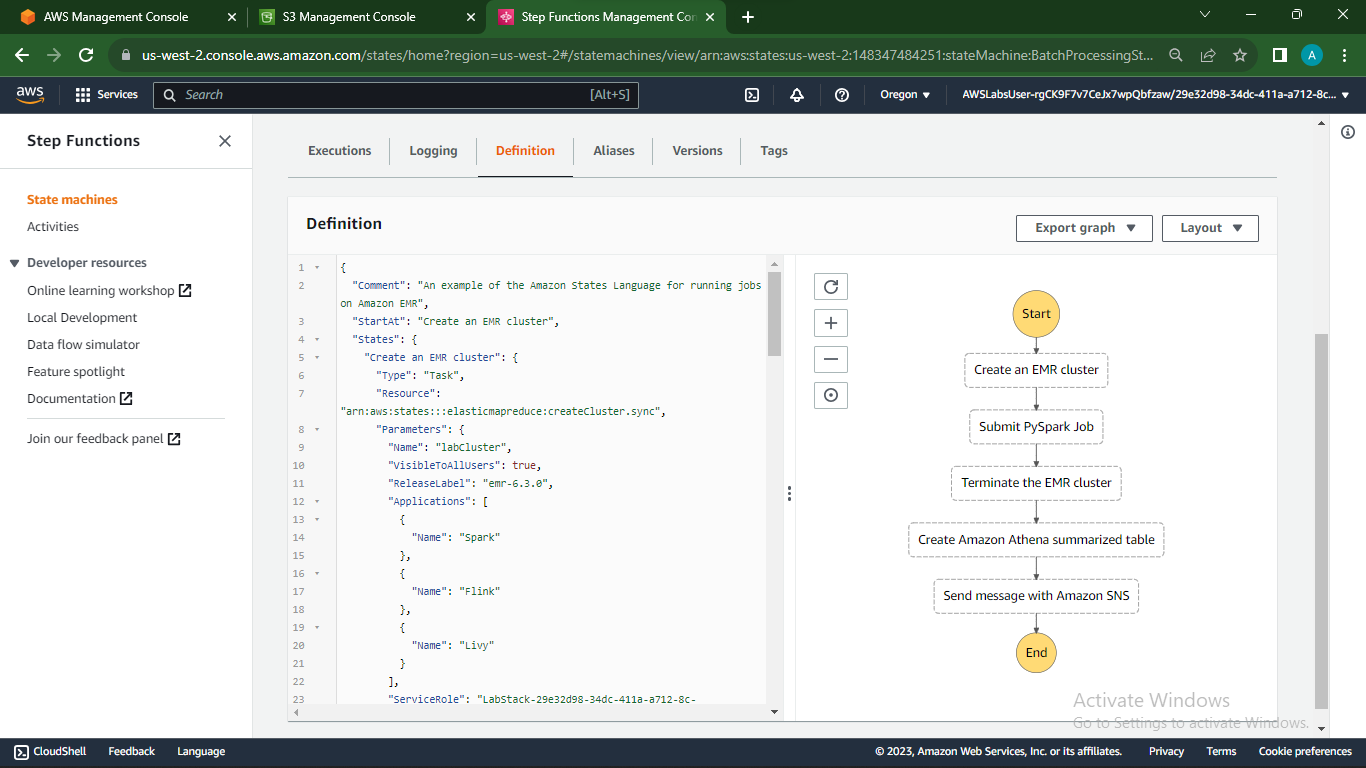 AWS Management Console
S3 Management Console
Step Functions Management Con
us-west-2.console.aws.amazon.com/states/home?region=us-west-2#/statemachines/view/arn:aws:states:us-west-2:148347484251:stateMachine:BatchProcessingSt...
A
aws
Services
Search
[Alt+S]
Oregon
AWSLabsUser-rgCK9F7v7CeJx7wpQbfzaw/29e32d98-34dc-411a-a712-8c...
Step Functions
State machines
Activities
Developer resources
Online learning workshop
Local Development
Data flow simulator
Feature spotlight
Documentation
Join our feedback panel
Executions
Logging
Definition
Aliases
Versions
Tags
Definition
Export graph
Layout
1 {
2 "Comment": "An example of the Amazon States Language for running jobs
on Amazon EMR",
3 "StartAt": "Create an EMR cluster",
4 "States": {
5 "Create an EMR cluster": {
6 "Type": "Task",
7 "Resource":
"arn:aws:states:::elasticmapreduce:createCluster.sync",
8 "Parameters": {
9 "Name": "labCluster",
10 "VisibleToAllUsers": true,
11 "ReleaseLabel": "emr-6.3.0",
12 "Applications": [
13 {
14 "Name": "Spark"
15 },
16 {
17 "Name": "Flink"
18 },
19 {
20 "Name": "Livy"
21 }
22 ],
23 "ServiceRole": "LabStack-29e32d98-34dc-411a-a712-8c-
Start
Create an EMR cluster
Submit PySpark Job
Terminate the EMR cluster
Create Amazon Athena summarized table
Send message with Amazon SNS
End
Activate Windows
Go to Settings to activate Windows.
CloudShell
Feedback
Language
© 2023, Amazon Web Services, Inc. or its affiliates.
Privacy
Terms
Cookie preferences